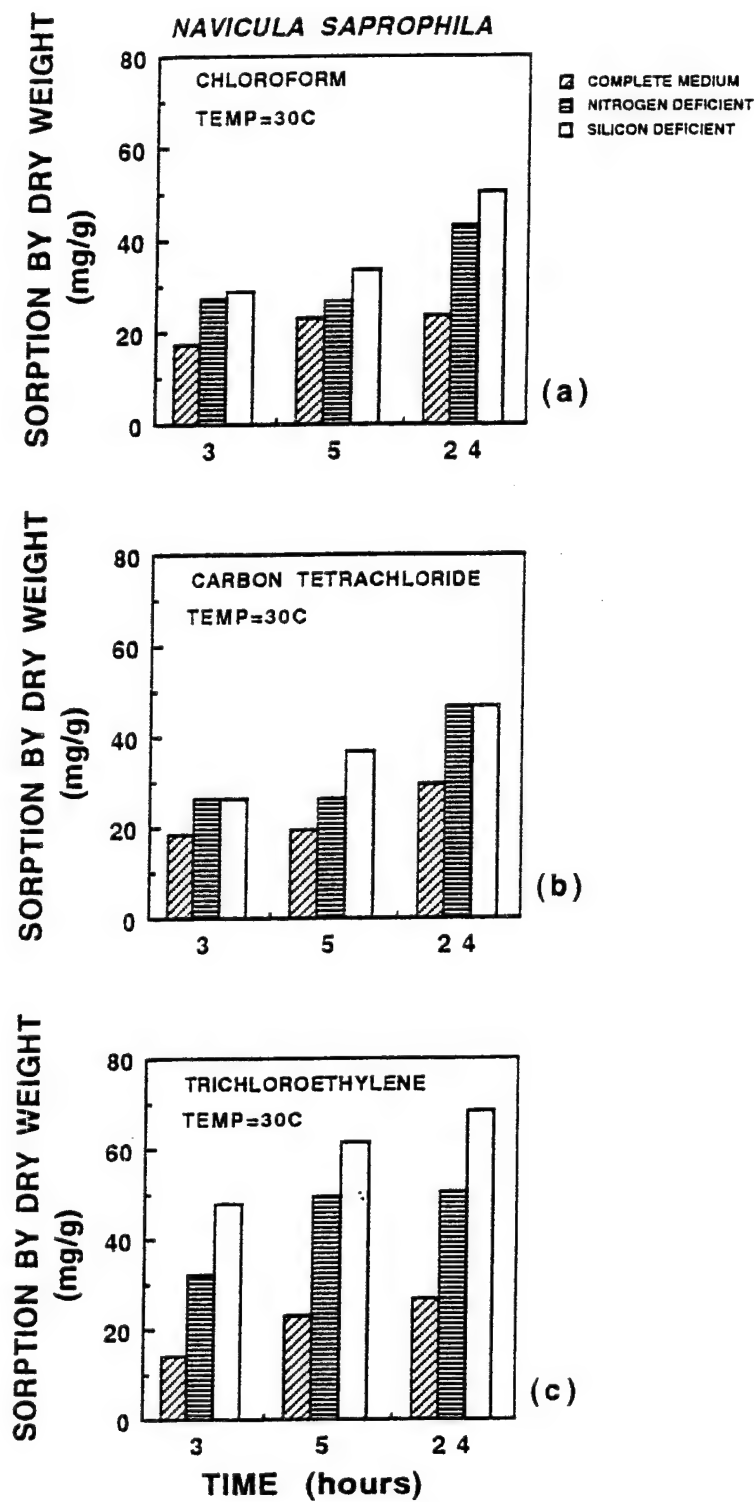 NAVICULA SAPROPHILA
SORPTION BY DRY WEIGHT
(mg/g)
80
60
40
20
0
CHLOROFORM
TEMP=30C
COMPLETE MEDIUM
NITROGEN DEFICIENT
SILICON DEFICIENT
3 5 2 4
(a)
SORPTION BY DRY WEIGHT
(mg/g)
80
60
40
20
0
CARBON TETRACHLORIDE
TEMP=30C
3 5 2 4
(b)
SORPTION BY DRY WEIGHT
(mg/g)
80
60
40
20
0
TRICHLOROETHYLENE
TEMP=30C
3 5 2 4
(c)
TIME (hours)